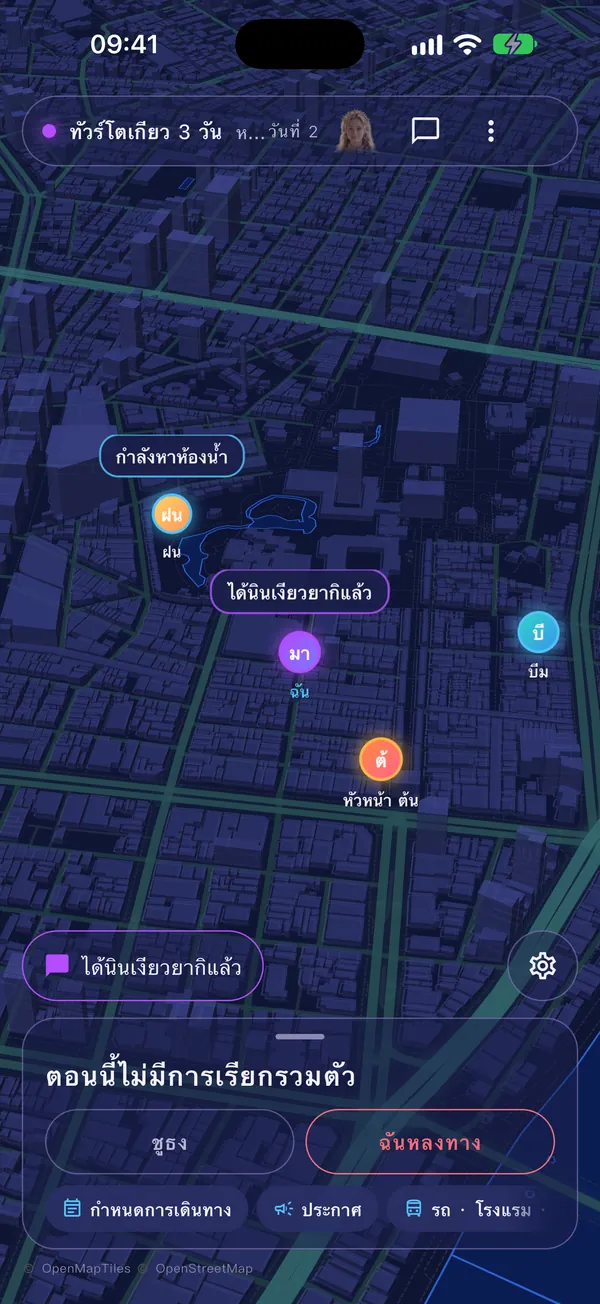 09:41
ทัวร์โตเกียว 3 วัน ห... วันที่ 2
กำลังหาห้องน้ำ
ฝน
ฝน
ได้นินเงียวยากิแล้ว
บี
มา
บีม
ฉัน
ต้
หัวหน้า ต้น
ได้นินเงียวยากิแล้ว
ตอนนี้ไม่มีการเรียกรวมตัว
ชูธง
ฉันหลงทาง
กำหนดการเดินทาง
ประกาศ
รถ · โรงแรม ·
© OpenMapTiles © OpenStreetMap